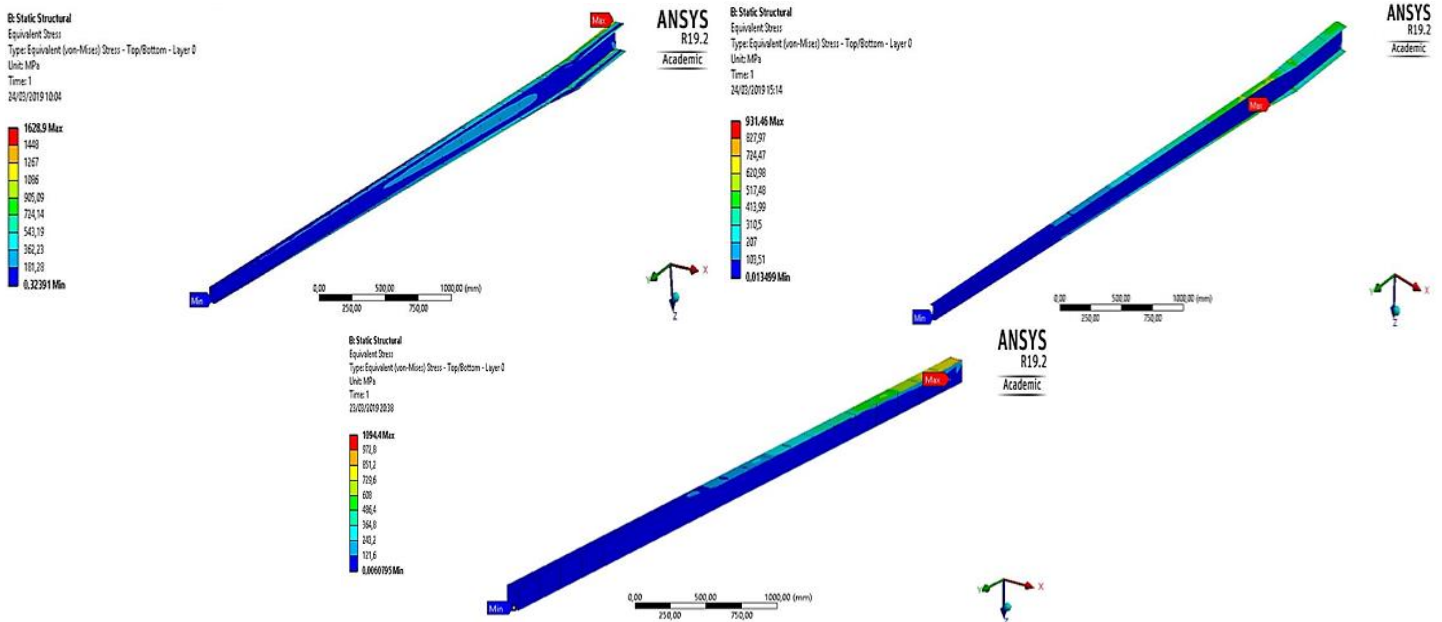 B: Static Structural
Equivalent Stress
Type: Equivalent (von-Mises) Stress - Top/Bottom - Layer 0
Unit: MPa
Time: 1
24/03/2019 10:04
1628,9 Max
1448
1267
1086
905,09
724,14
543,19
362,23
181,28
0,32391 Min
Max
Min
ANSYS
R19.2
Academic
0,00 500,00 1000,00 (mm)
250,00 750,00
Y X
Z
B: Static Structural
Equivalent Stress
Type: Equivalent (von-Mises) Stress - Top/Bottom - Layer 0
Unit: MPa
Time: 1
24/03/2019 15:14
931,46 Max
827,97
724,47
620,98
517,48
413,99
310,5
207
103,51
0,013499 Min
Max
Min
ANSYS
R19.2
Academic
0,00 500,00 1000,00 (mm)
250,00 750,00
Y X
Z
B: Static Structural
Equivalent Stress
Type: Equivalent (von-Mises) Stress - Top/Bottom - Layer 0
Unit: MPa
Time: 1
23/03/2019 20:38
1094,4 Max
972,8
851,2
729,6
608
486,4
364,8
243,2
121,6
0,0060795 Min
Max
Min
ANSYS
R19.2
Academic
0,00 500,00 1000,00 (mm)
250,00 750,00
Y X